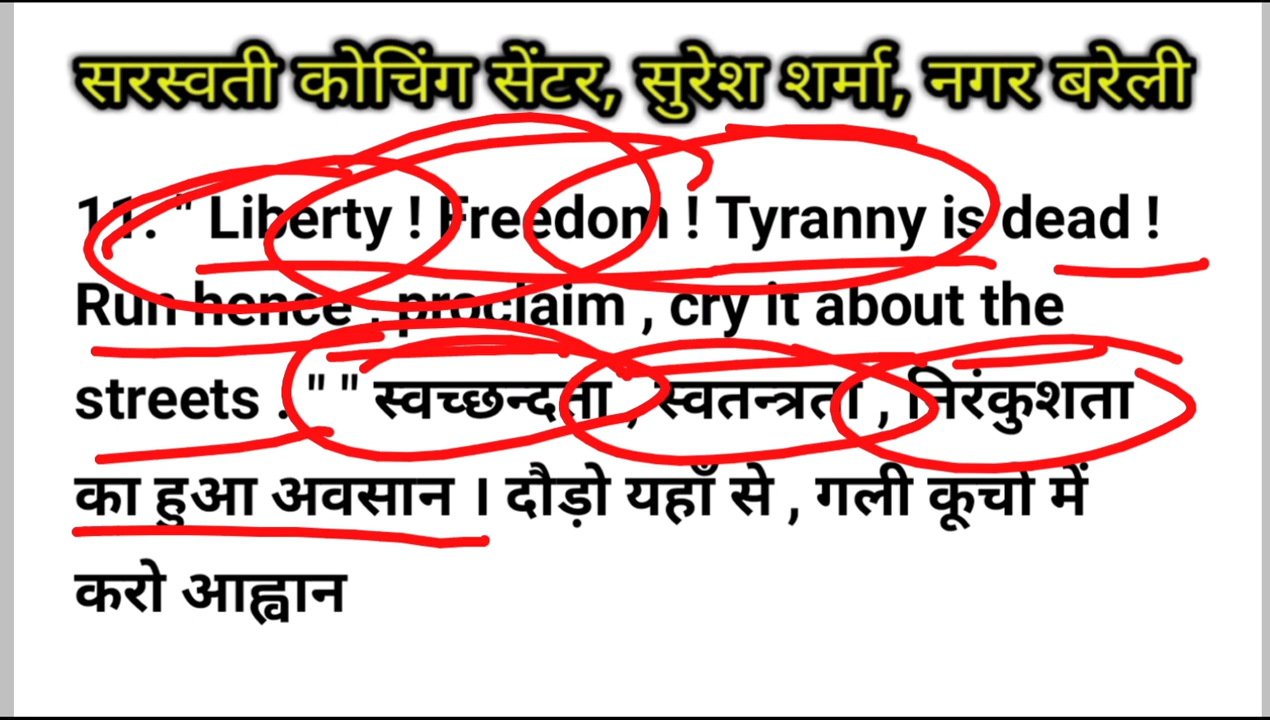 सरस्वती कोचिंग सेंटर, सुरेश शर्मा, नगर बरेली
11. " Liberty ! Freedom ! Tyranny is dead !
Run hence , proclaim , cry it about the
streets . " " स्वच्छन्दता , स्वतन्त्रता , निरंकुशता
का हुआ अवसान । दौड़ो यहाँ से , गली कूचों में
करो आह्वान